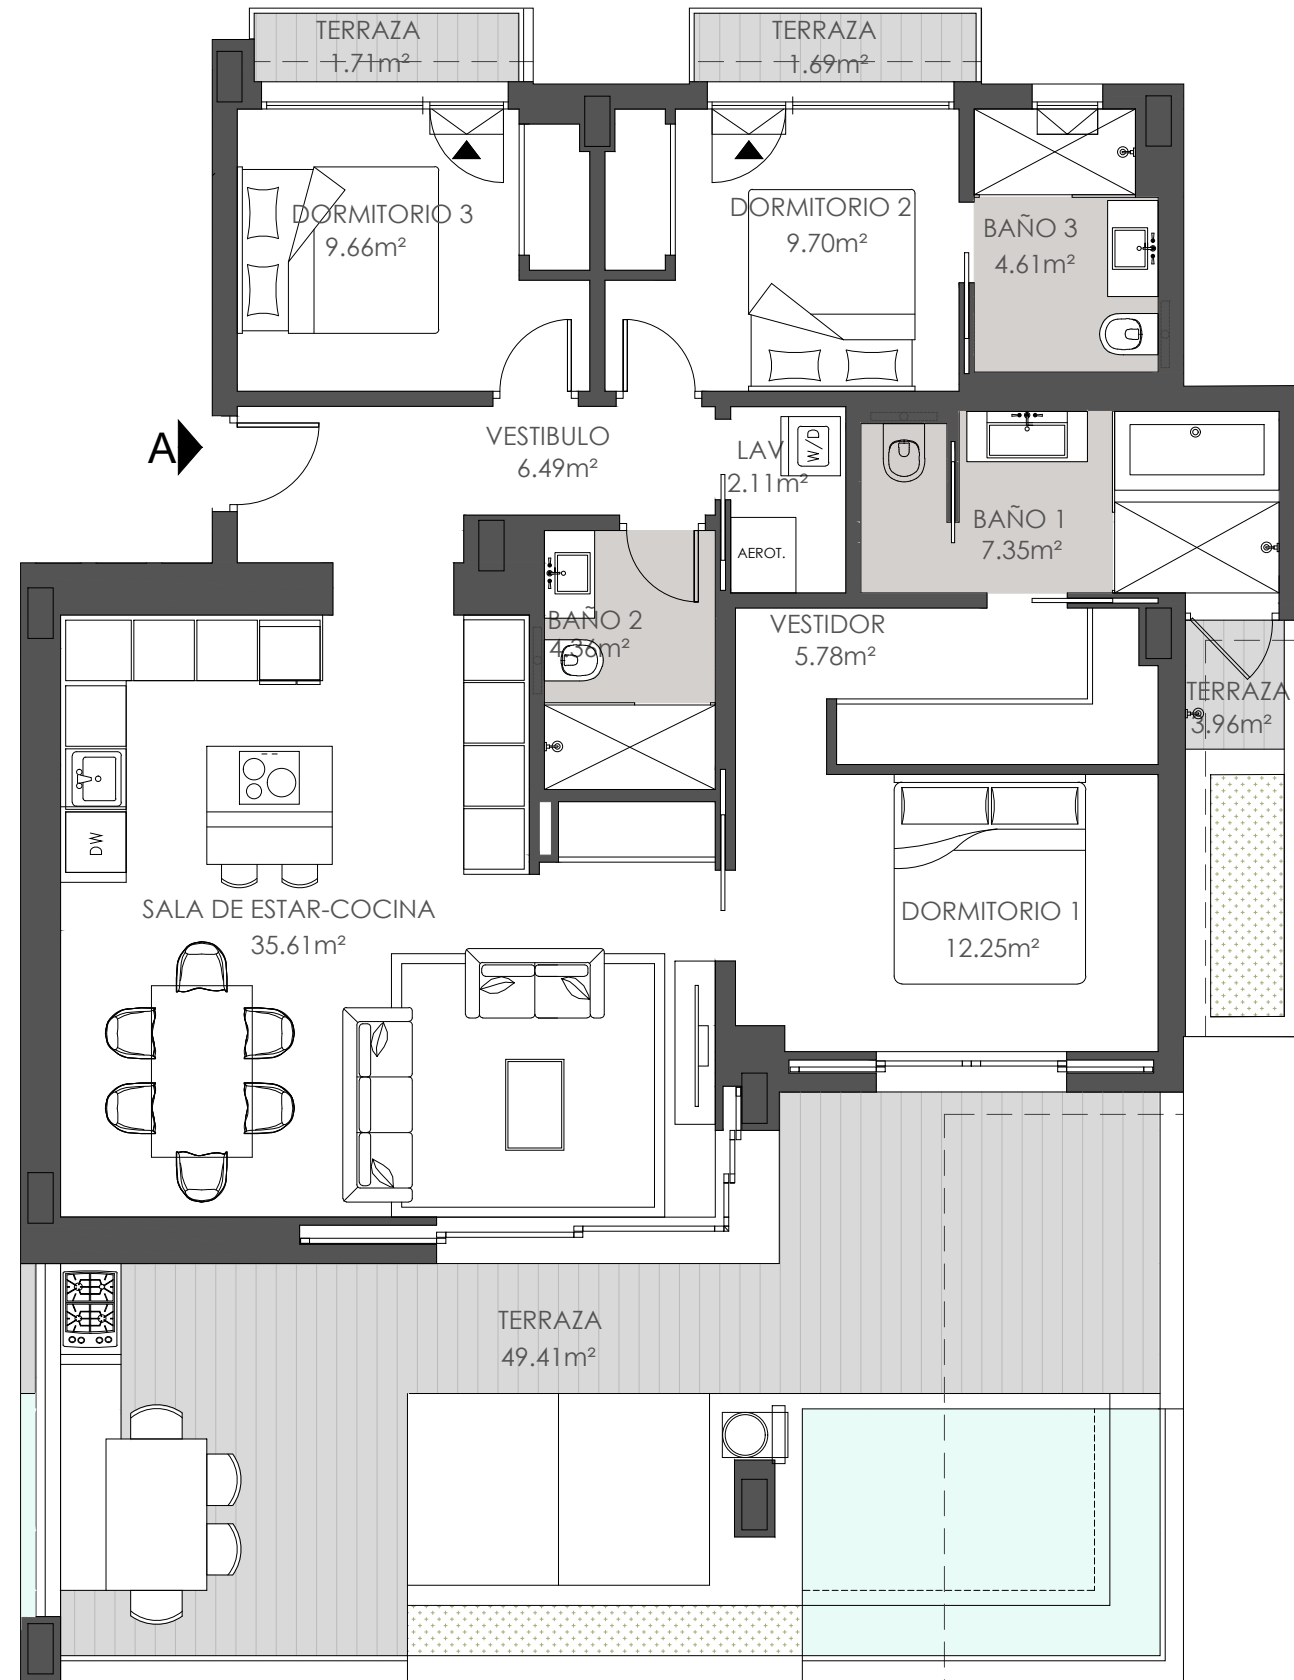 TERRAZA
1.71m²
TERRAZA
1.69m²
DORMITORIO 3
9.66m²
DORMITORIO 2
9.70m²
BAÑO 3
4.61m²
A
VESTIBULO
6.49m²
LAV
2.11m²
W/D
AEROT.
BAÑO 1
7.35m²
BAÑO 2
4.36m²
VESTIDOR
5.78m²
TERRAZA
3.96m²
DW
SALA DE ESTAR-COCINA
35.61m²
DORMITORIO 1
12.25m²
TERRAZA
49.41m²